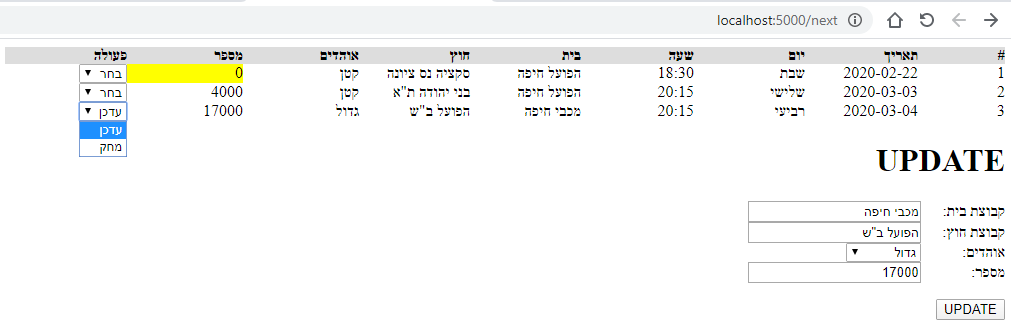 localhost:5000/next
# תאריך יום שעה בית חוץ אוהדים מספר פעולה
1 2020-02-22 שבת 18:30 הפועל חיפה סקציה נס ציונה קטן 0 בחר
2 2020-03-03 שלישי 20:15 הפועל חיפה בני יהודה ת"א קטן 4000 בחר
3 2020-03-04 רביעי 20:15 מכבי חיפה הפועל ב"ש גדול 17000 עדכן
עדכן
מחק
UPDATE
קבוצת בית: מכבי חיפה
קבוצת חוץ: הפועל ב"ש
אוהדים: גדול
מספר: 17000
UPDATE